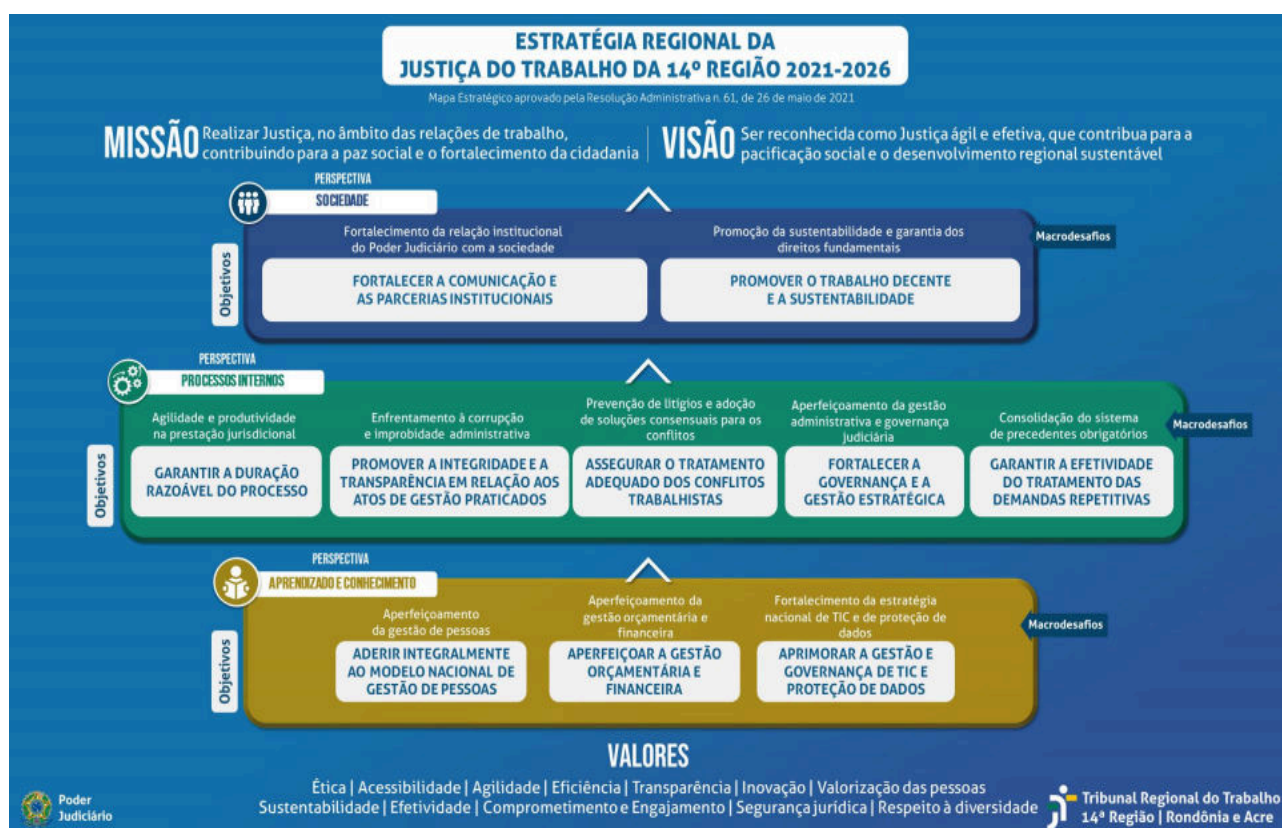 ESTRATÉGIA REGIONAL DA
JUSTIÇA DO TRABALHO DA 14º REGIÃO 2021-2026
Mapa Estratégico aprovado pela Resolução Administrativa n. 61, de 26 de maio de 2021
MISSÃO
Realizar Justiça, no âmbito das relações de trabalho,
contribuindo para a paz social e o fortalecimento da cidadania
VISÃO
Ser reconhecida como Justiça ágil e efetiva, que contribua para a
pacificação social e o desenvolvimento regional sustentável
PERSPECTIVA
SOCIEDADE
Objetivos
Macrodesafios
Fortalecimento da relação institucional
do Poder Judiciário com a sociedade
FORTALECER A COMUNICAÇÃO E
AS PARCERIAS INSTITUCIONAIS
Promoção da sustentabilidade e garantia dos
direitos fundamentais
PROMOVER O TRABALHO DECENTE
E A SUSTENTABILIDADE
PERSPECTIVA
PROCESSOS INTERNOS
Objetivos
Macrodesafios
Agilidade e produtividade
na prestação jurisdicional
GARANTIR A DURAÇÃO
RAZOÁVEL DO PROCESSO
Enfrentamento à corrupção
e improbidade administrativa
PROMOVER A INTEGRIDADE E A
TRANSPARÊNCIA EM RELAÇÃO AOS
ATOS DE GESTÃO PRATICADOS
Prevenção de litígios e adoção
de soluções consensuais para os
conflitos
ASSEGURAR O TRATAMENTO
ADEQUADO DOS CONFLITOS
TRABALHISTAS
Aperfeiçoamento da gestão
administrativa e governança
judiciária
FORTALECER A
GOVERNANÇA E A
GESTÃO ESTRATÉGICA
Consolidação do sistema
de precedentes obrigatórios
GARANTIR A EFETIVIDADE
DO TRATAMENTO DAS
DEMANDAS REPETITIVAS
PERSPECTIVA
APRENDIZADO E CONHECIMENTO
Objetivos
Macrodesafios
Aperfeiçoamento
da gestão de pessoas
ADERIR INTEGRALMENTE
AO MODELO NACIONAL DE
GESTÃO DE PESSOAS
Aperfeiçoamento da
gestão orçamentária e
financeira
APERFEIÇOAR A GESTÃO
ORÇAMENTÁRIA E
FINANCEIRA
Fortalecimento da estratégia
nacional de TIC e de proteção de
dados
APRIMORAR A GESTÃO E
GOVERNANÇA DE TIC E
PROTEÇÃO DE DADOS
VALORES
Ética | Acessibilidade | Agilidade | Eficiência | Transparência | Inovação | Valorização das pessoas
Sustentabilidade | Efetividade | Comprometimento e Engajamento | Segurança jurídica | Respeito à diversidade
Poder
Judiciário
Tribunal Regional do Trabalho
14ª Região | Rondônia e Acre